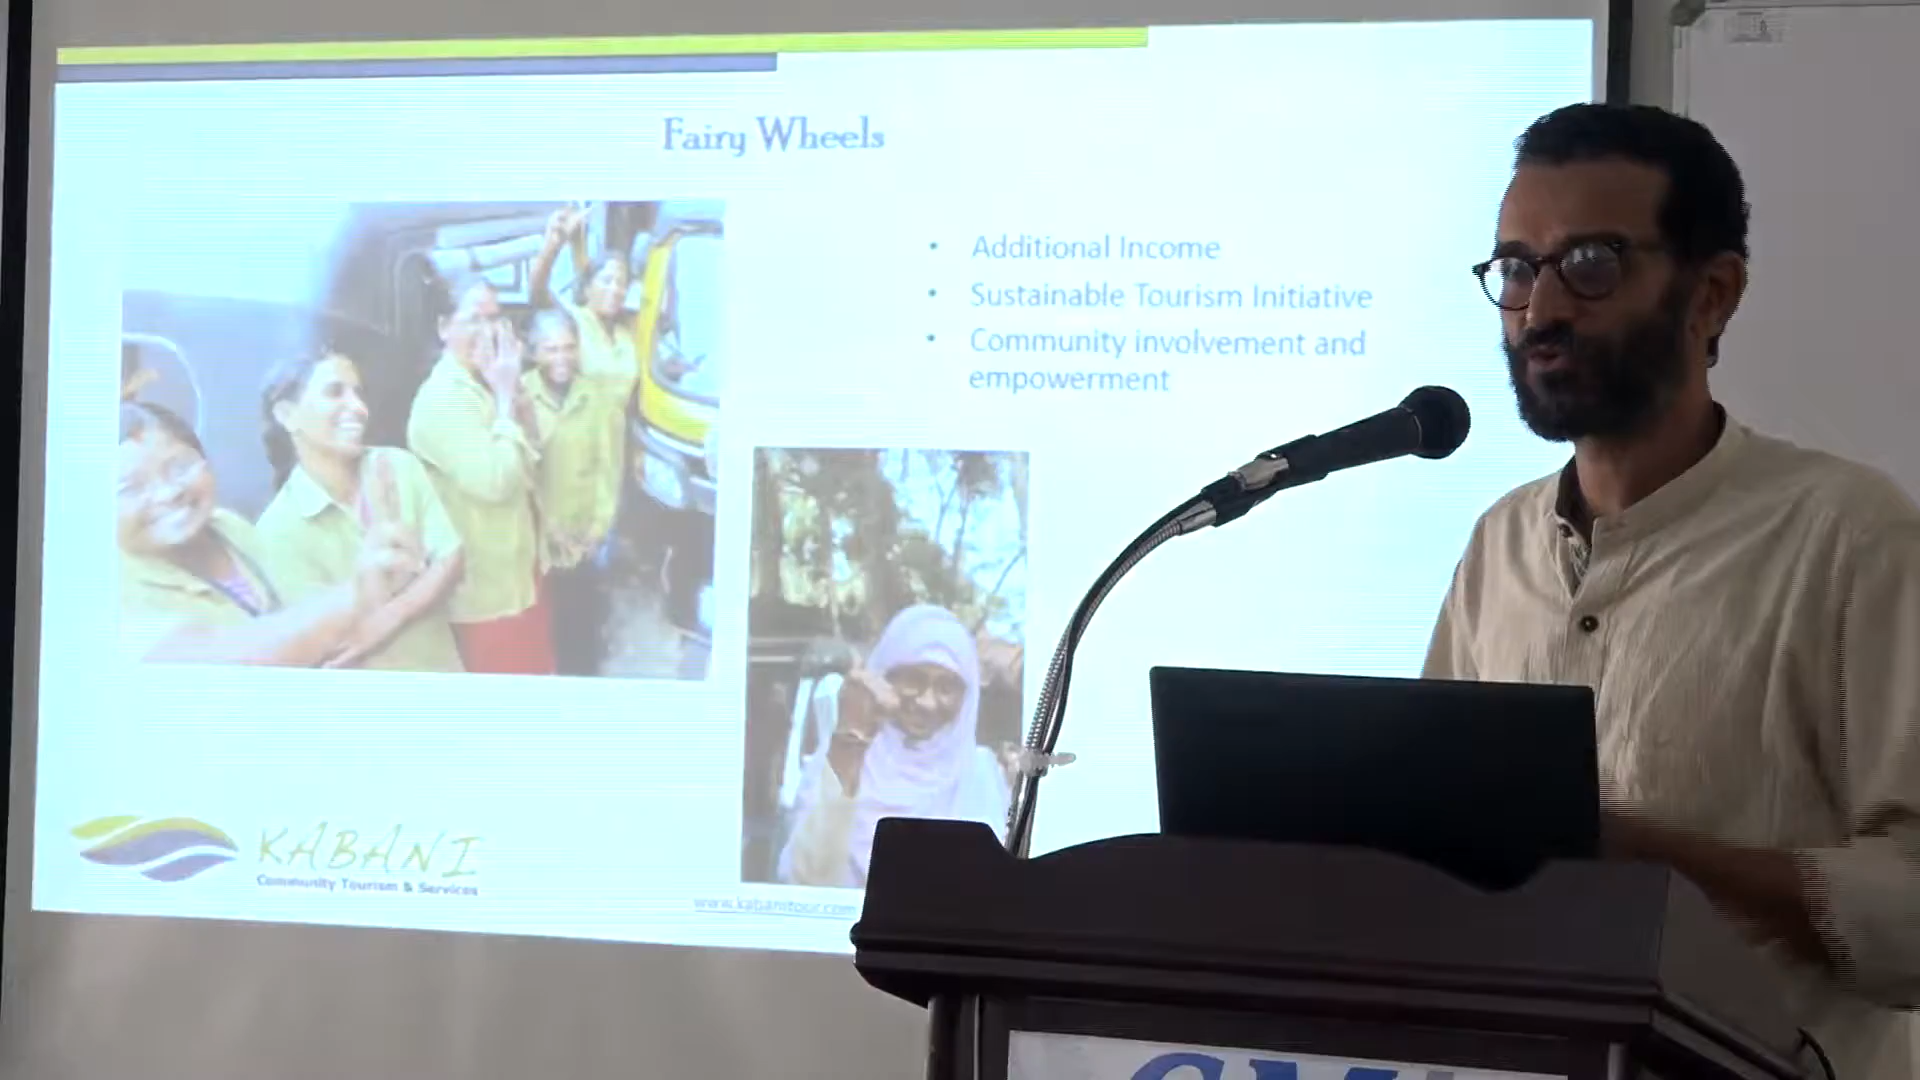 Fairy Wheels
• Additional Income
• Sustainable Tourism Initiative
• Community involvement and
empowerment
KABANI
Community Tourism & Services
www.kabanitour.com